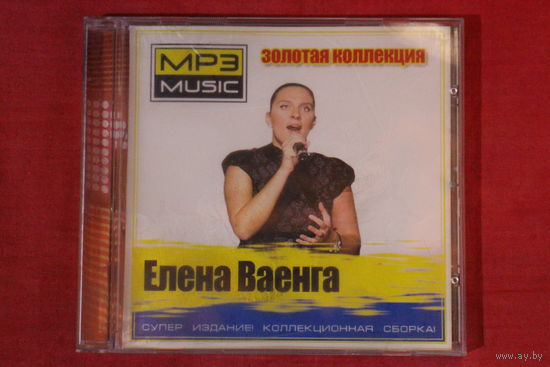 MP3
MUSIC
ЗОЛОТАЯ КОЛЛЕКЦИЯ
Елена Ваенга
СУПЕР ИЗДАНИЕ! КОЛЛЕКЦИОННАЯ СБОРКА!
www.ay.by